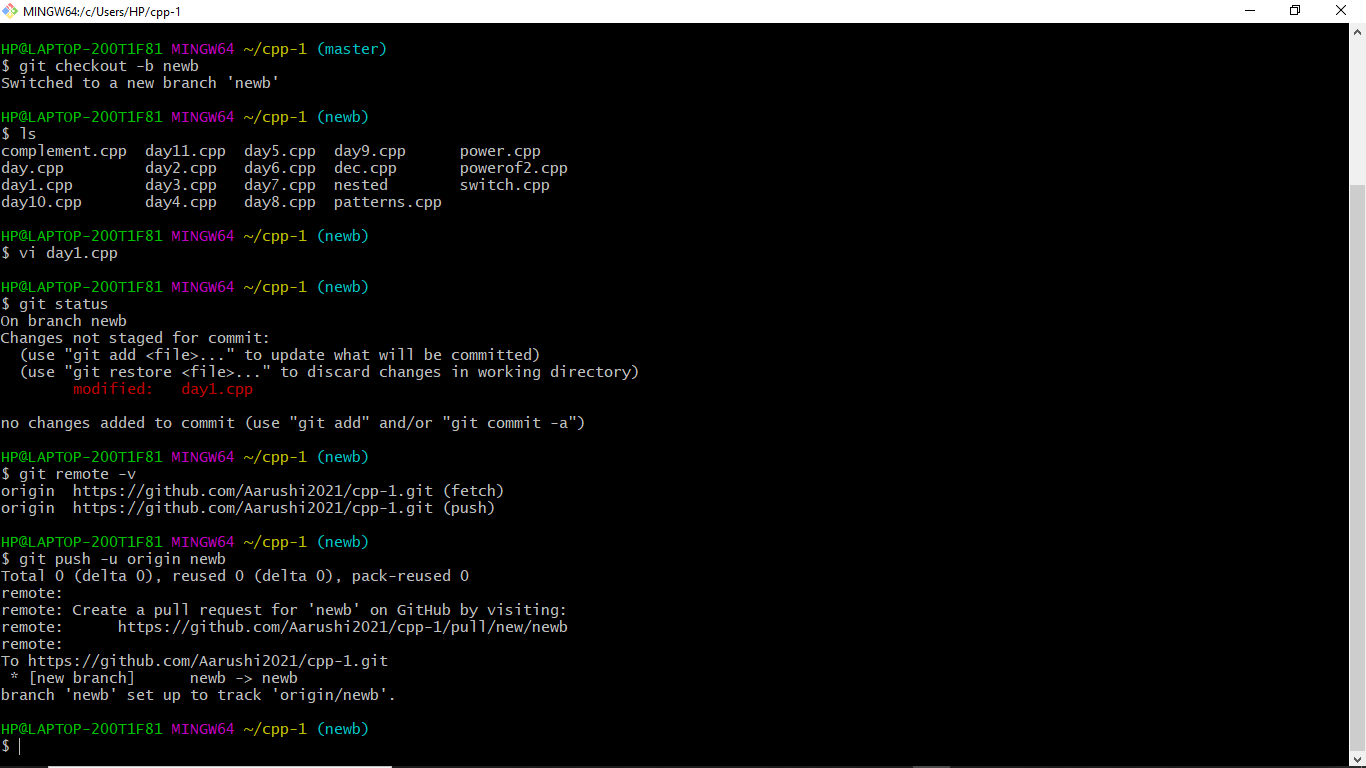 MINGW64:/c/Users/HP/cpp-1
HP@LAPTOP-200T1F81 MINGW64 ~/cpp-1 (master)
$ git checkout -b newb
Switched to a new branch 'newb'
HP@LAPTOP-200T1F81 MINGW64 ~/cpp-1 (newb)
$ ls
complement.cpp  day11.cpp  day5.cpp  day9.cpp      power.cpp
day.cpp         day2.cpp   day6.cpp  dec.cpp       powerof2.cpp
day1.cpp        day3.cpp   day7.cpp  nested        switch.cpp
day10.cpp       day4.cpp   day8.cpp  patterns.cpp
HP@LAPTOP-200T1F81 MINGW64 ~/cpp-1 (newb)
$ vi day1.cpp
HP@LAPTOP-200T1F81 MINGW64 ~/cpp-1 (newb)
$ git status
On branch newb
Changes not staged for commit:
  (use "git add <file>..." to update what will be committed)
  (use "git restore <file>..." to discard changes in working directory)
        modified:   day1.cpp
no changes added to commit (use "git add" and/or "git commit -a")
HP@LAPTOP-200T1F81 MINGW64 ~/cpp-1 (newb)
$ git remote -v
origin  https://github.com/Aarushi2021/cpp-1.git (fetch)
origin  https://github.com/Aarushi2021/cpp-1.git (push)
HP@LAPTOP-200T1F81 MINGW64 ~/cpp-1 (newb)
$ git push -u origin newb
Total 0 (delta 0), reused 0 (delta 0), pack-reused 0
remote:
remote: Create a pull request for 'newb' on GitHub by visiting:
remote:      https://github.com/Aarushi2021/cpp-1/pull/new/newb
remote:
To https://github.com/Aarushi2021/cpp-1.git
 * [new branch]      newb -> newb
branch 'newb' set up to track 'origin/newb'.
HP@LAPTOP-200T1F81 MINGW64 ~/cpp-1 (newb)
$